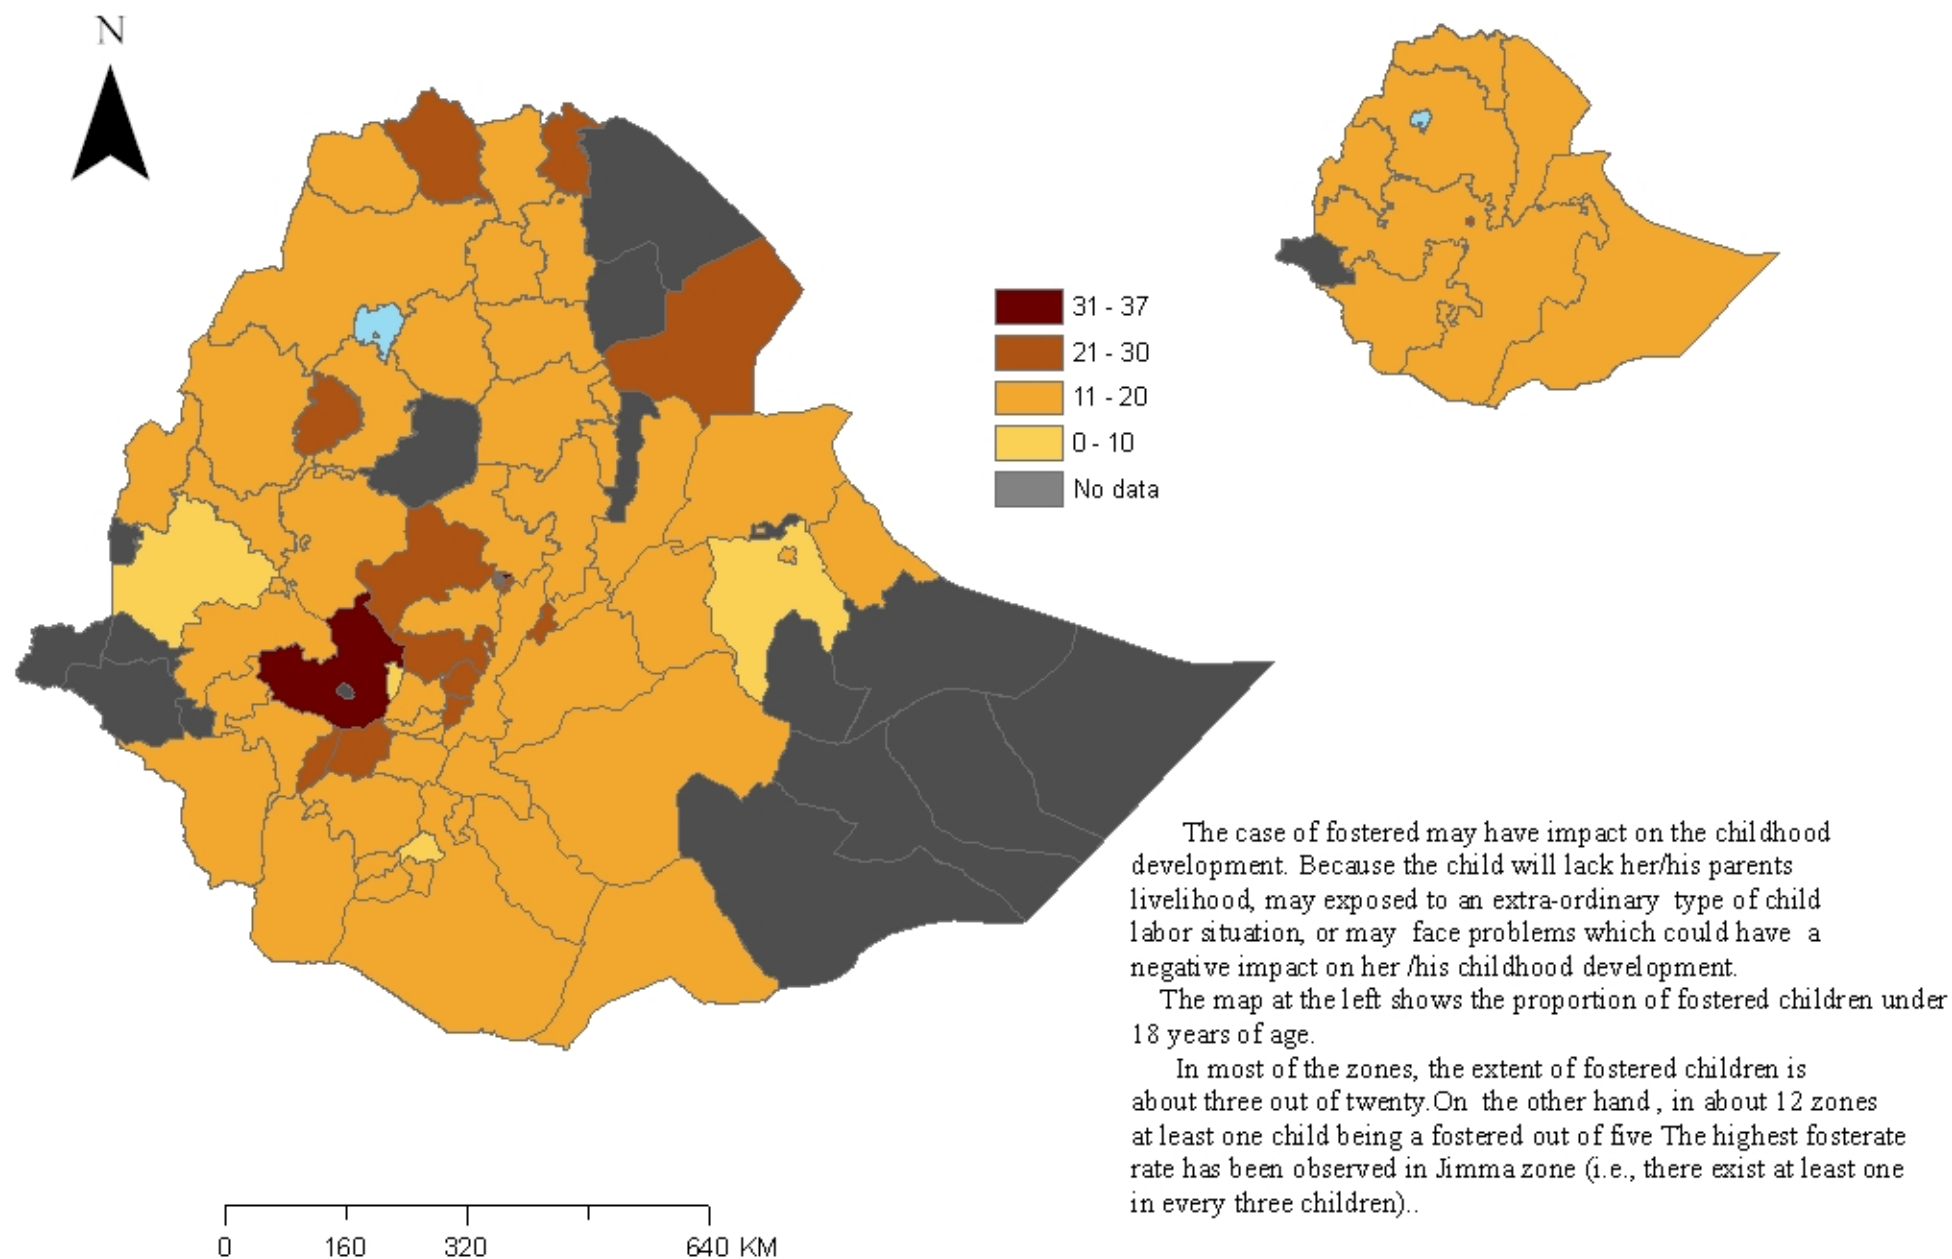 N
31 - 37
21 - 30
11 - 20
0 - 10
No data
The case of fostered may have impact on the childhood
development. Because the child will lack her/his parents
livelihood, may exposed to an extra-ordinary type of child
labor situation, or may face problems which could have a
negative impact on her /his childhood development.
The map at the left shows the proportion of fostered children under
18 years of age.
In most of the zones, the extent of fostered children is
about three out of twenty.On the other hand , in about 12 zones
at least one child being a fostered out of five The highest fosterate
rate has been observed in Jimma zone (i.e., there exist at least one
in every three children)..
0 160 320 640 KM